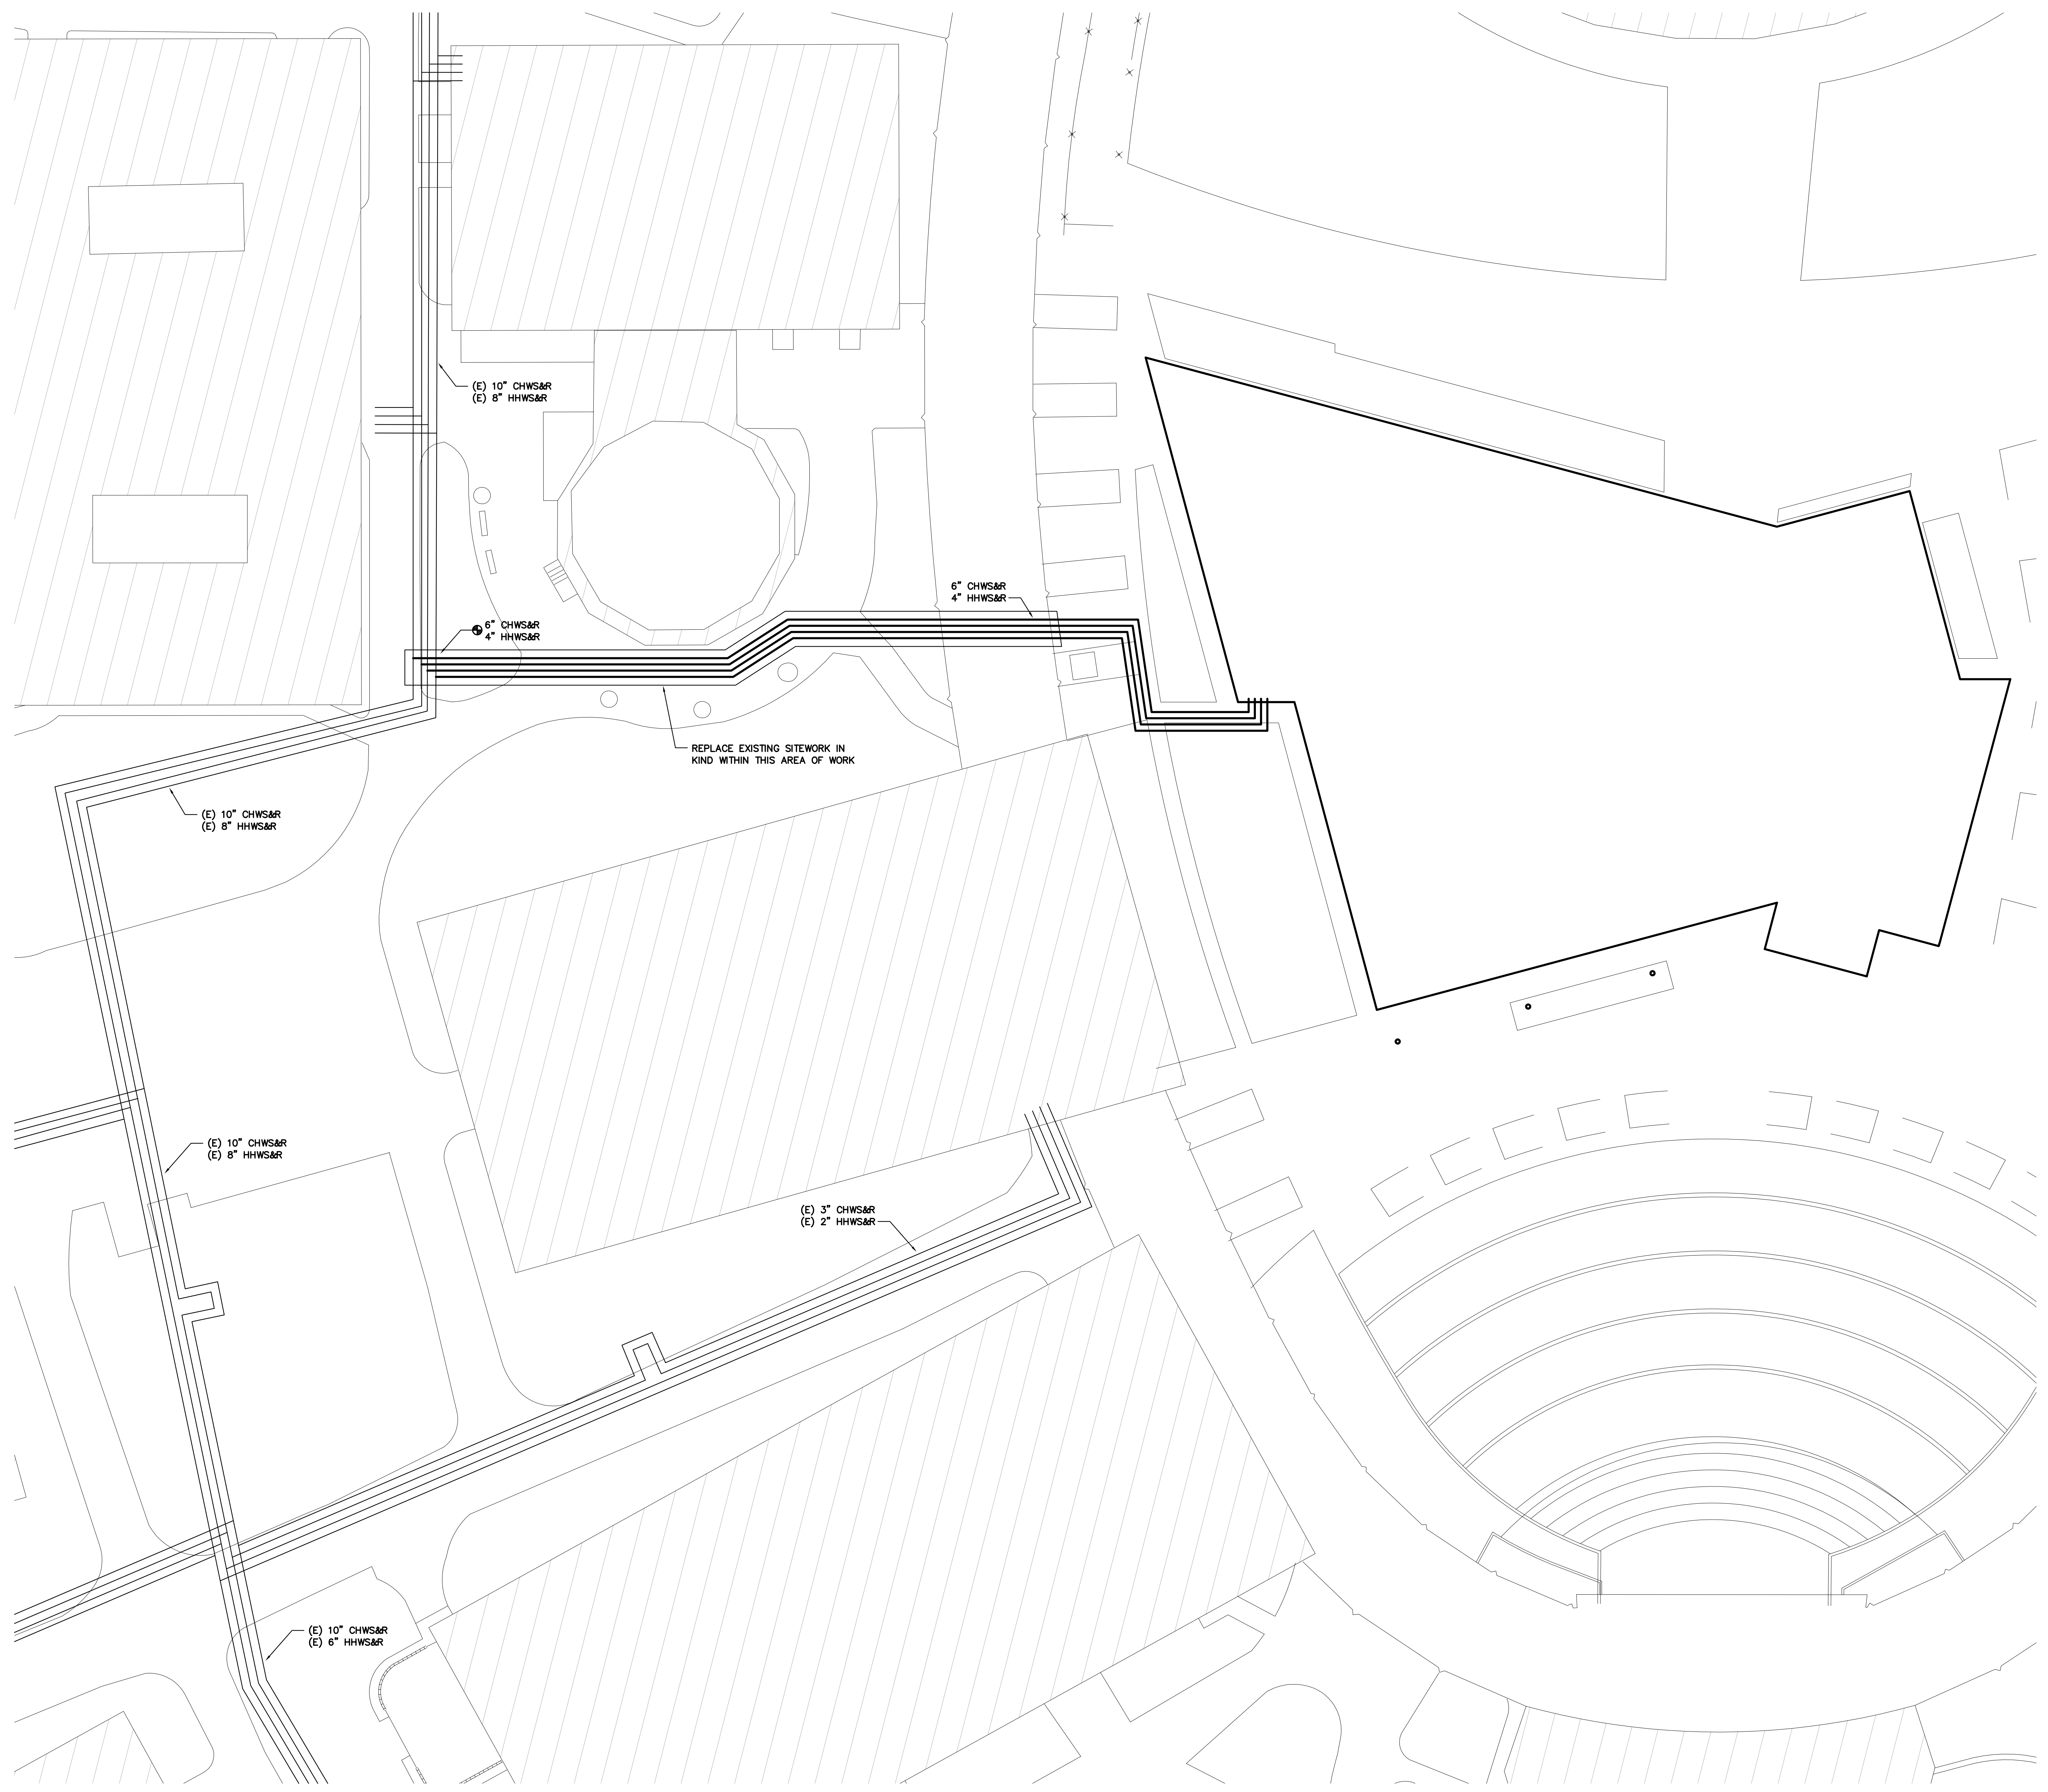 (E) 10" CHWS&R
(E) 8" HHWS&R
6" CHWS&R
4" HHWS&R
6" CHWS&R
4" HHWS&R
REPLACE EXISTING SITEWORK IN
KIND WITHIN THIS AREA OF WORK
(E) 10" CHWS&R
(E) 8" HHWS&R
(E) 10" CHWS&R
(E) 8" HHWS&R
(E) 3" CHWS&R
(E) 2" HHWS&R
(E) 10" CHWS&R
(E) 6" HHWS&R